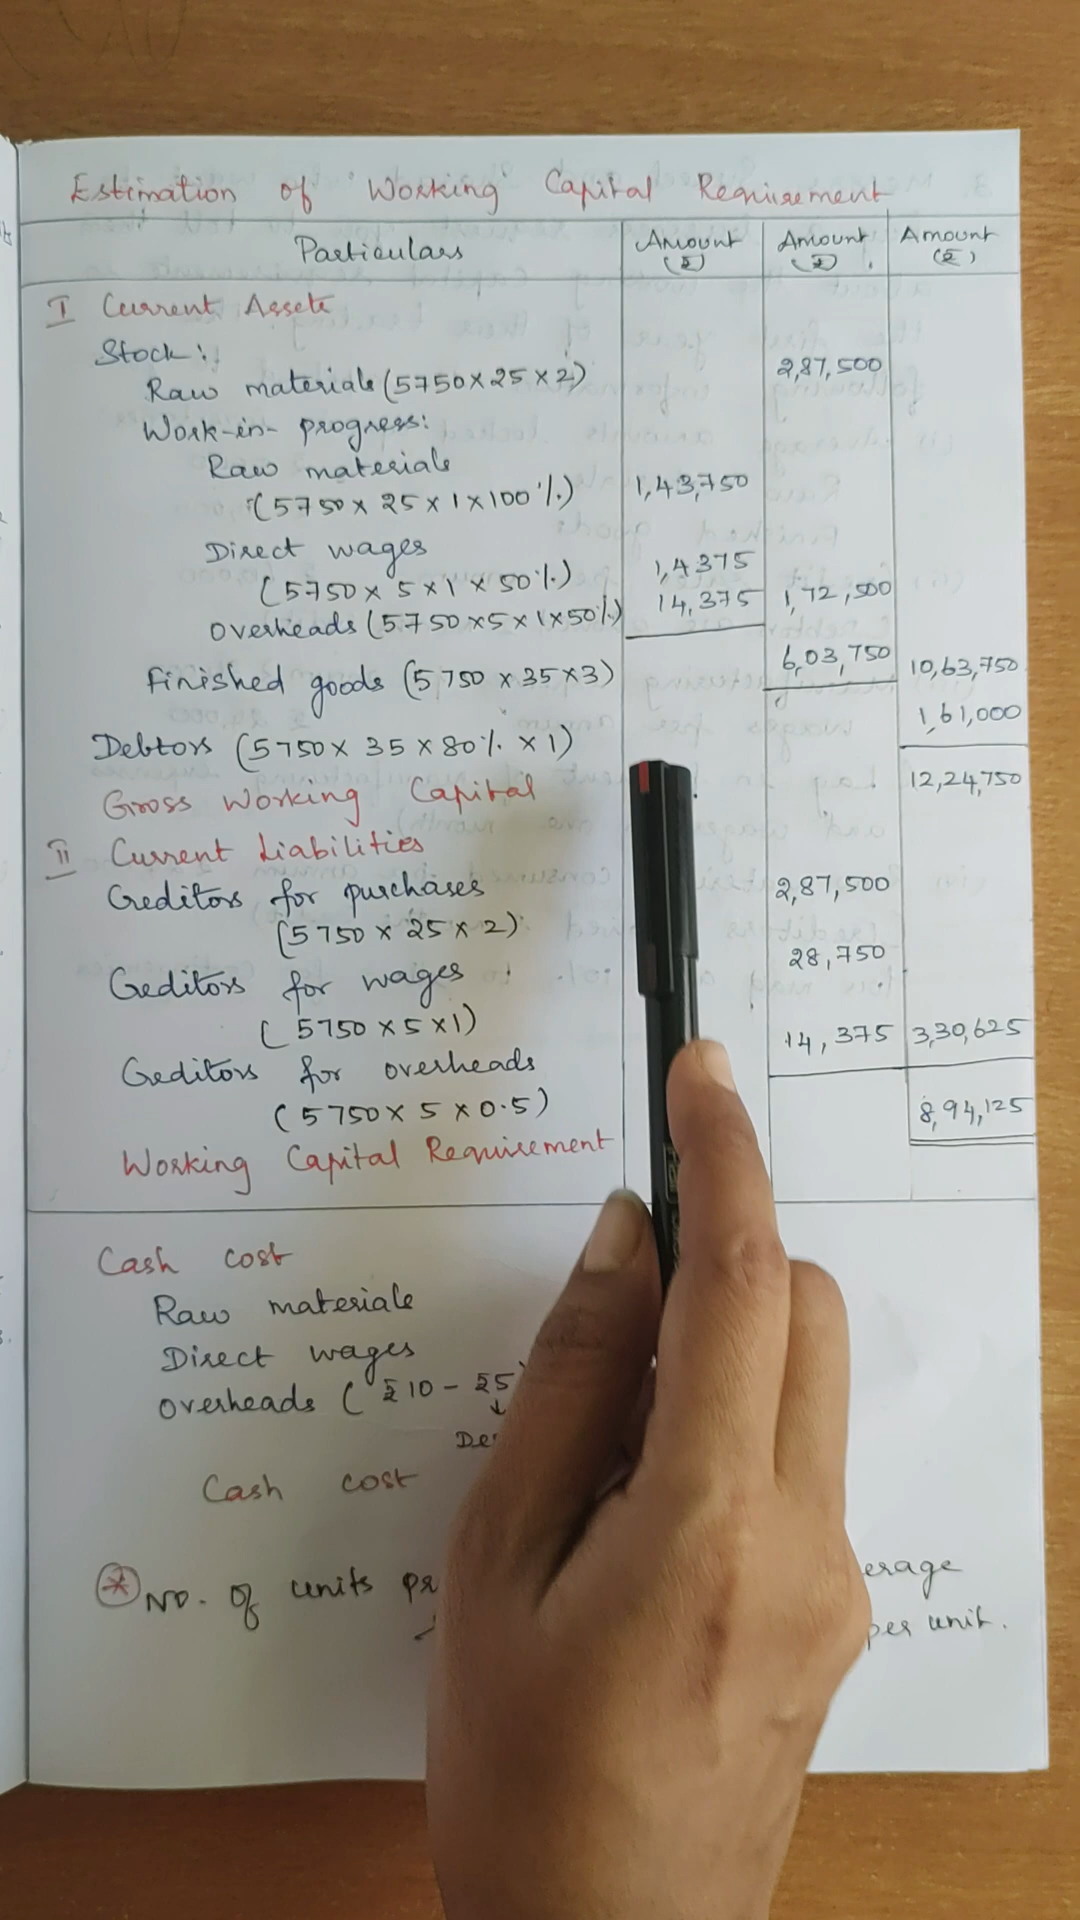 Estimation of Working Capital Requirement
Particulars Amount (₹) Amount (₹) Amount (₹)
I Current Assets
Stock:
Raw materials (5750 x 25 x 2) 2,87,500
Work-in-progress:
Raw materials
(5750 x 25 x 1 x 100%) 1,43,750
Direct wages
(5750 x 5 x 1 x 50%) 1,4375
Overheads (5750 x 5 x 1 x 50%) 14,375 1,72,500
Finished goods (5750 x 35 x 3) 6,03,750 10,63,750
Debtors (5750 x 35 x 80% x 1) 1,61,000
Gross Working Capital 12,24,750
II Current Liabilities
Creditors for purchases
(5750 x 25 x 2) 2,87,500
Creditors for wages
(5750 x 5 x 1) 28,750
Creditors for overheads
(5750 x 5 x 0.5) 14,375 3,30,625
Working Capital Requirement 8,94,125
Cash cost
Raw materials
Direct wages
Overheads (₹10 - ₹5
↓
Cash cost
* No. of units erage
per unit.